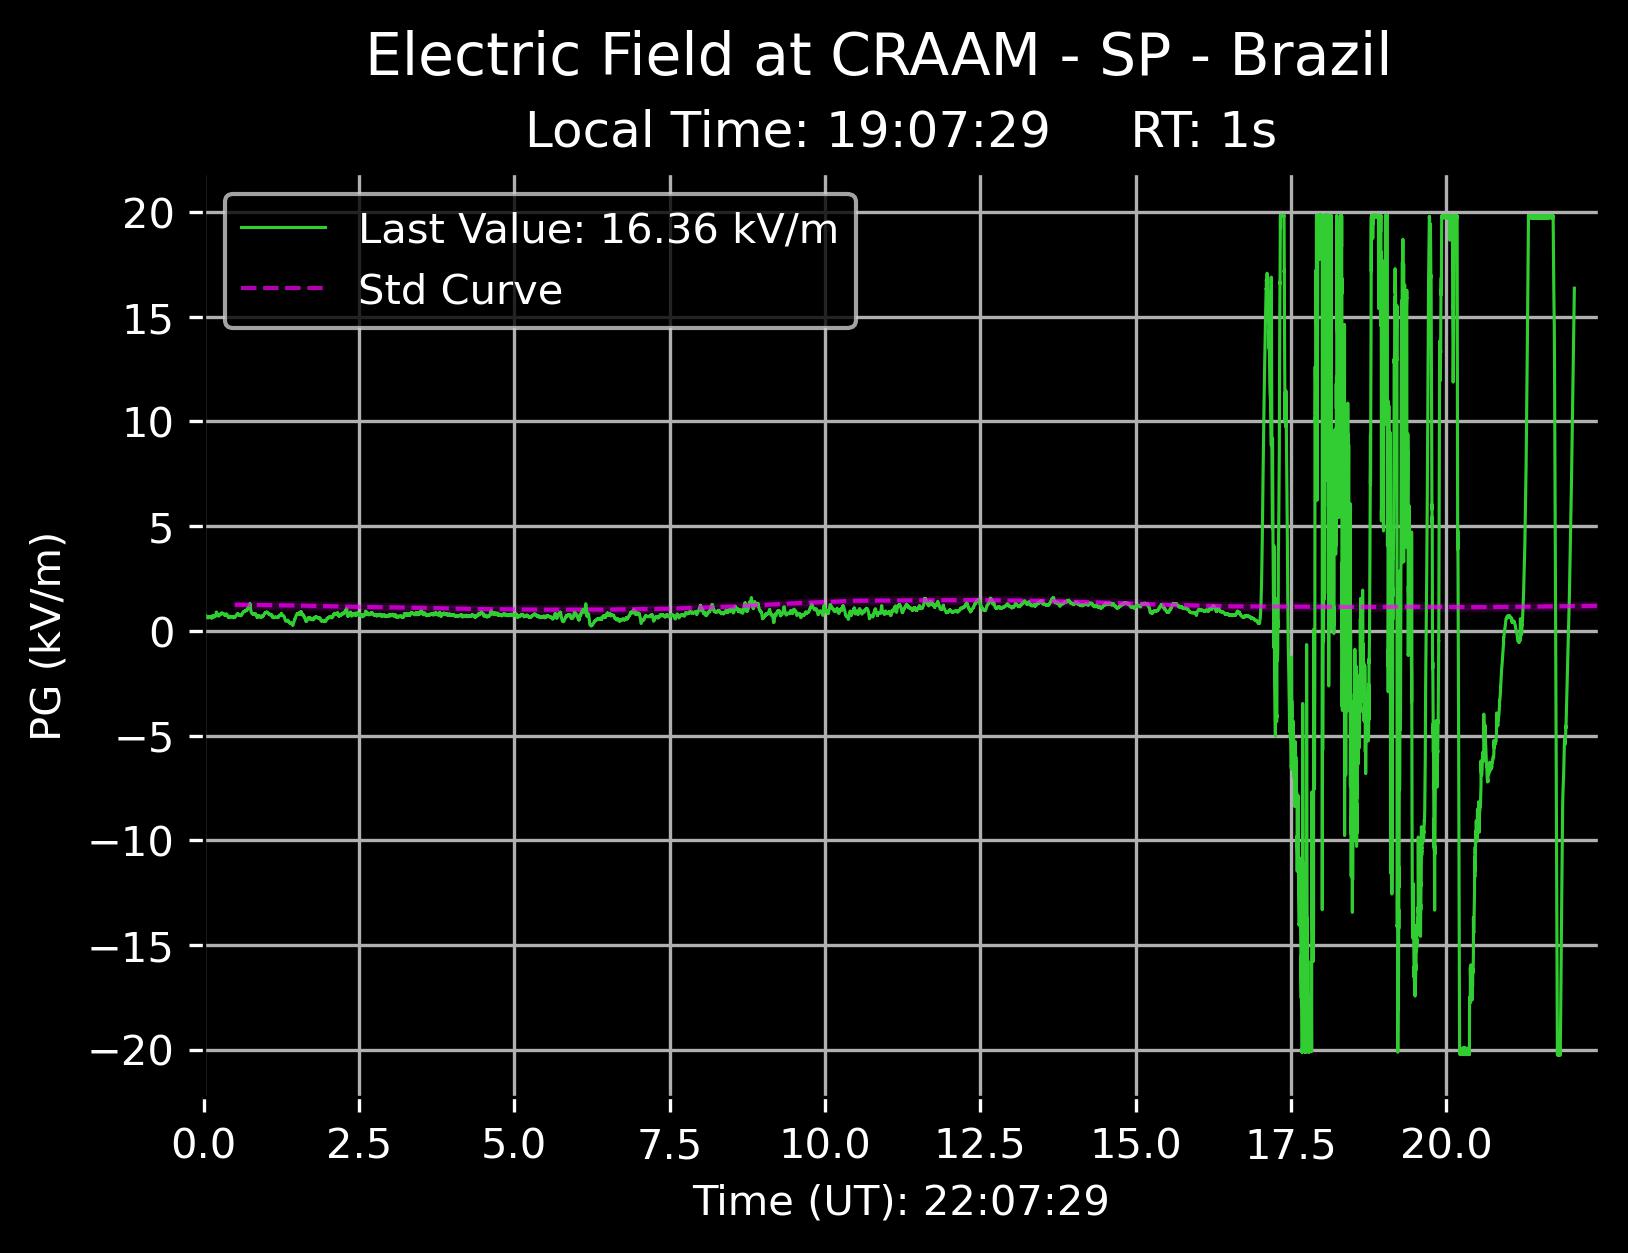 Electric Field at CRAAM - SP - Brazil
Local Time: 19:07:29 RT: 1s
Last Value: 16.36 kV/m
Std Curve
PG (kV/m)
20
15
10
5
0
−5
−10
−15
−20
0.0 2.5 5.0 7.5 10.0 12.5 15.0 17.5 20.0
Time (UT): 22:07:29